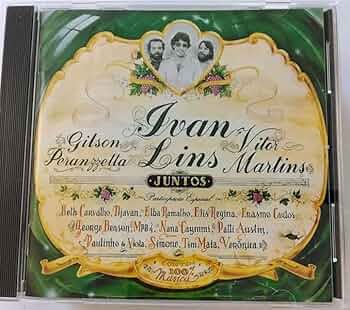 Ivan
Lins
Gilson
Peranzzetta
Vitor
Martins
JUNTOS
Participação Especial
Beth Carvalho, Djavan, Elba Ramalho, Elis Regina, Erasmo Carlos
George Benson, MPB4, Nana Caymmi, Patti Austin,
Paulinho da Viola, Simone, Tim Maia, Verônica
100%
Musical